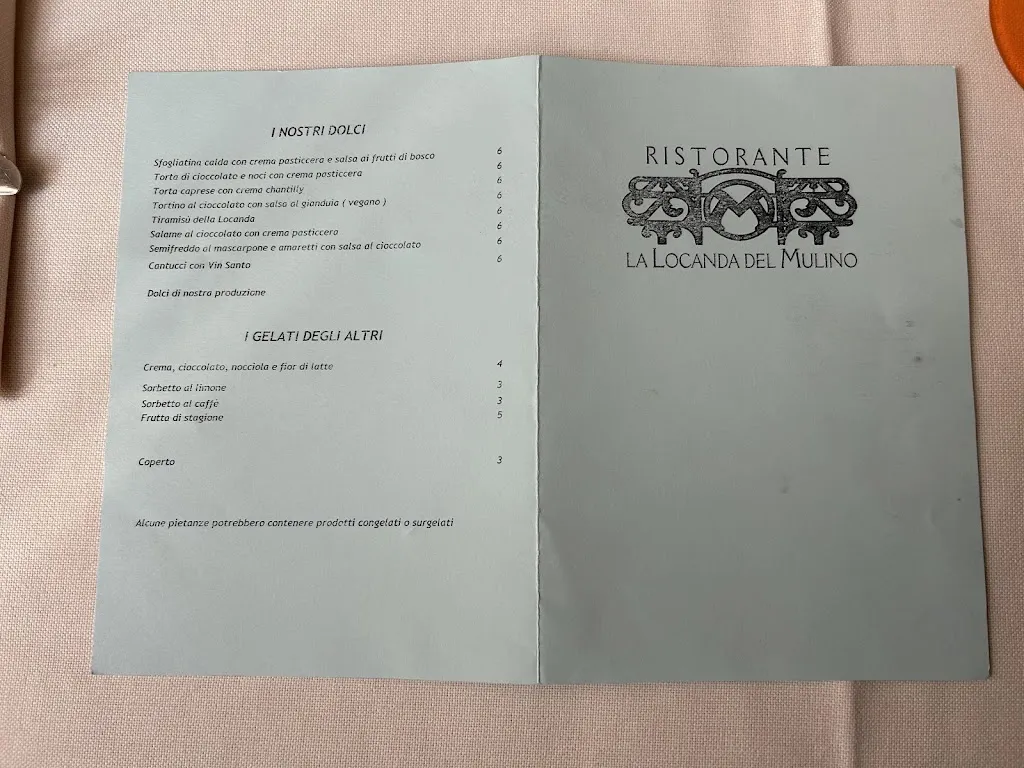 I NOSTRI DOLCI
Sfogliatina calda con crema pasticcera e salsa ai frutti di bosco 6
Torta di cioccolato e noci con crema pasticcera 6
Torta caprese con crema chantilly 6
Tortino al cioccolato con salsa al gianduia ( vegano ) 6
Tiramisù della Locanda 6
Salame al cioccolato con crema pasticcera 6
Semifreddo al mascarpone e amaretti con salsa al cioccolato 6
Cantucci con Vin Santo 6
Dolci di nostra produzione
I GELATI DEGLI ALTRI
Crema, cioccolato, nocciola e fior di latte 4
Sorbetto al limone 3
Sorbetto al caffè 3
Frutta di stagione 5
Coperto 3
Alcune pietanze potrebbero contenere prodotti congelati o surgelati
RISTORANTE
M
LA LOCANDA DEL MULINO